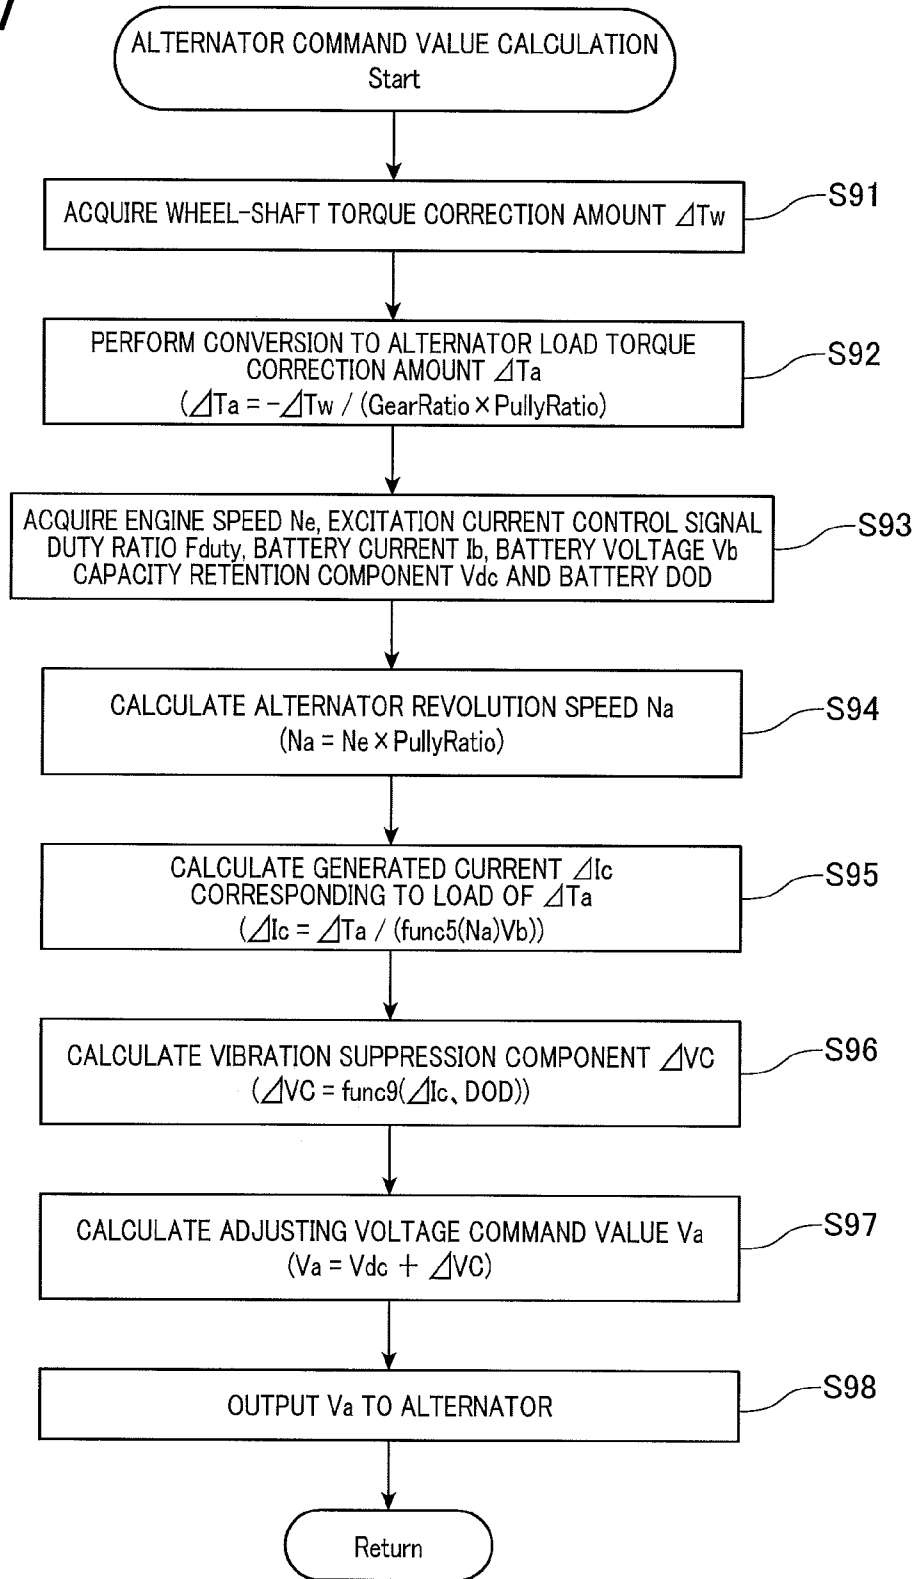 ALTERNATOR COMMAND VALUE CALCULATION
Start
ACQUIRE WHEEL-SHAFT TORQUE CORRECTION AMOUNT ⊿Tw
S91
PERFORM CONVERSION TO ALTERNATOR LOAD TORQUE
CORRECTION AMOUNT ⊿Ta
(⊿Ta = -⊿Tw / (GearRatio × PullyRatio)
S92
ACQUIRE ENGINE SPEED Ne, EXCITATION CURRENT CONTROL SIGNAL
DUTY RATIO Fduty, BATTERY CURRENT Ib, BATTERY VOLTAGE Vb
CAPACITY RETENTION COMPONENT Vdc AND BATTERY DOD
S93
CALCULATE ALTERNATOR REVOLUTION SPEED Na
(Na = Ne × PullyRatio)
S94
CALCULATE GENERATED CURRENT ⊿Ic
CORRESPONDING TO LOAD OF ⊿Ta
(⊿Ic = ⊿Ta / (func5(Na)Vb))
S95
CALCULATE VIBRATION SUPPRESSION COMPONENT ⊿VC
(⊿VC = func9(⊿Ic、DOD))
S96
CALCULATE ADJUSTING VOLTAGE COMMAND VALUE Va
(Va = Vdc + ⊿VC)
S97
OUTPUT Va TO ALTERNATOR
S98
Return